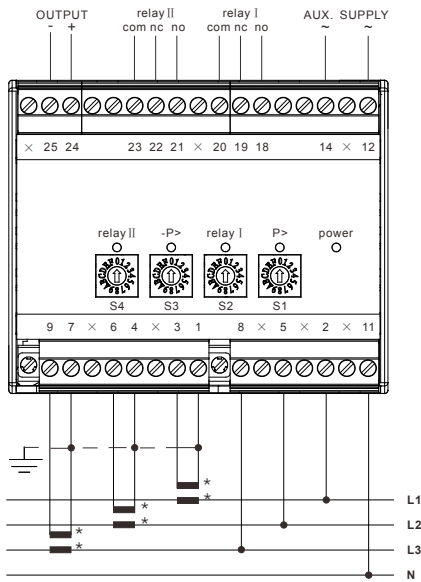 OUTPUT relay II relay I AUX. SUPPLY
- + com nc no com nc no ~ ~
× 25 24 23 22 21 × 20 19 18 14 × 12
relay II -P> relay I P> power
S4 S3 S2 S1
9 7 × 6 4 × 3 1 8 × 5 × 2 × 11
* *
* *
* *
L1
L2
L3
N